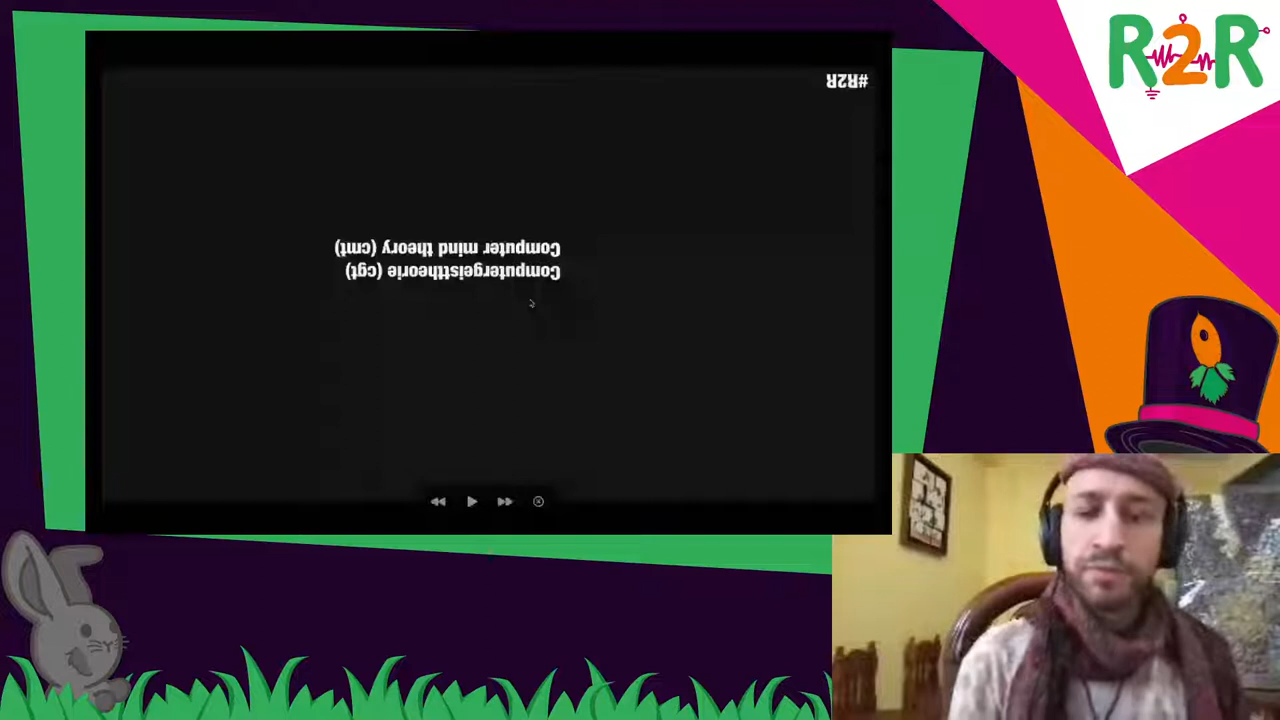 R2R
Computergeisttheorie (cgt)
Computer mind theory (cmt)
#R2R